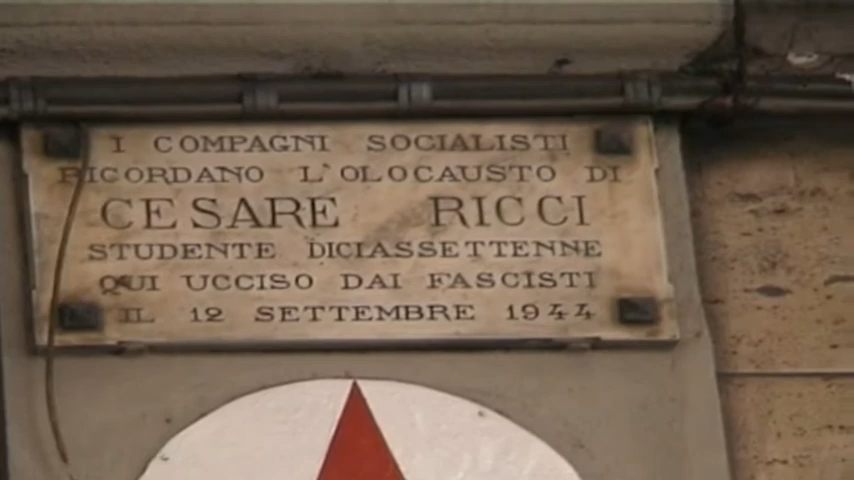 I COMPAGNI SOCIALISTI
RICORDANO L'OLOCAUSTO DI
CESARE RICCI
STUDENTE DICIASSETTENNE
QUI UCCISO DAI FASCISTI
IL 12 SETTEMBRE 1944